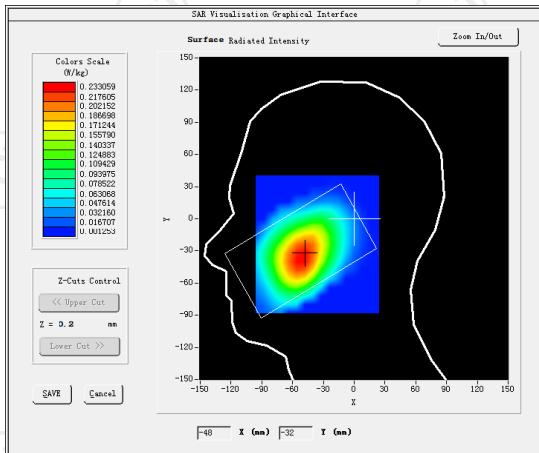 SAR Visualisation Graphical Interface
Surface Radiated Intensity
Zoom In/Out
Colors Scale
(W/kg)
0.233059
0.217605
0.202152
0.186698
0.171244
0.155790
0.140337
0.124883
0.109429
0.093975
0.078522
0.063068
0.047614
0.032160
0.016707
0.001253
Z-Cuts Control
<< Upper Cut
Z = 0.2 mm
Lower Cut >>
SAVE Cancel
150
120
90
60
30
0
-30
-60
-90
-120
-150
Y
-150 -120 -90 -60 -30 0 30 60 90 120 150
X
-48 X (mm) -32 Y (mm)